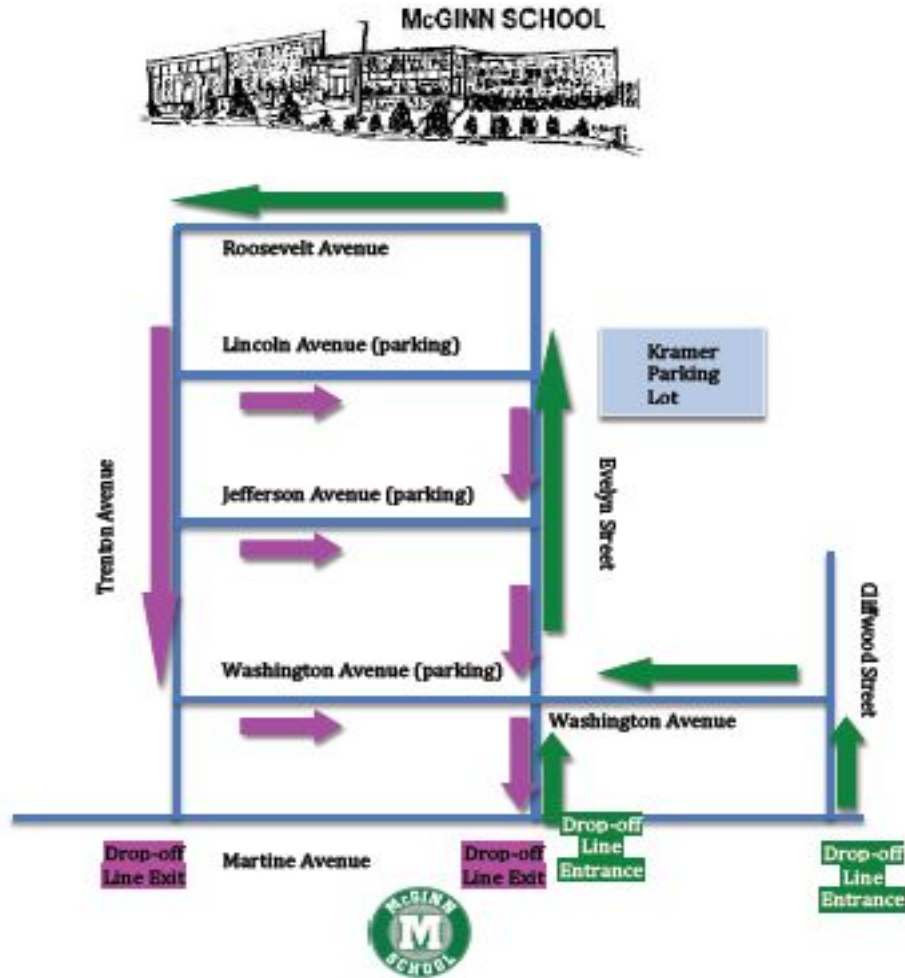 McGINN SCHOOL
Roosevelt Avenue
Lincoln Avenue (parking)
Kramer
Parking
Lot
Trenton Avenue
Jefferson Avenue (parking)
Evelyn Street
Cliffwood Street
Washington Avenue (parking)
Washington Avenue
Drop-off
Line Exit
Martine Avenue
Drop-off
Line Exit
Drop-off
Line
Entrance
Drop-off
Line
Entrance
McGINN
M
SCHOOL